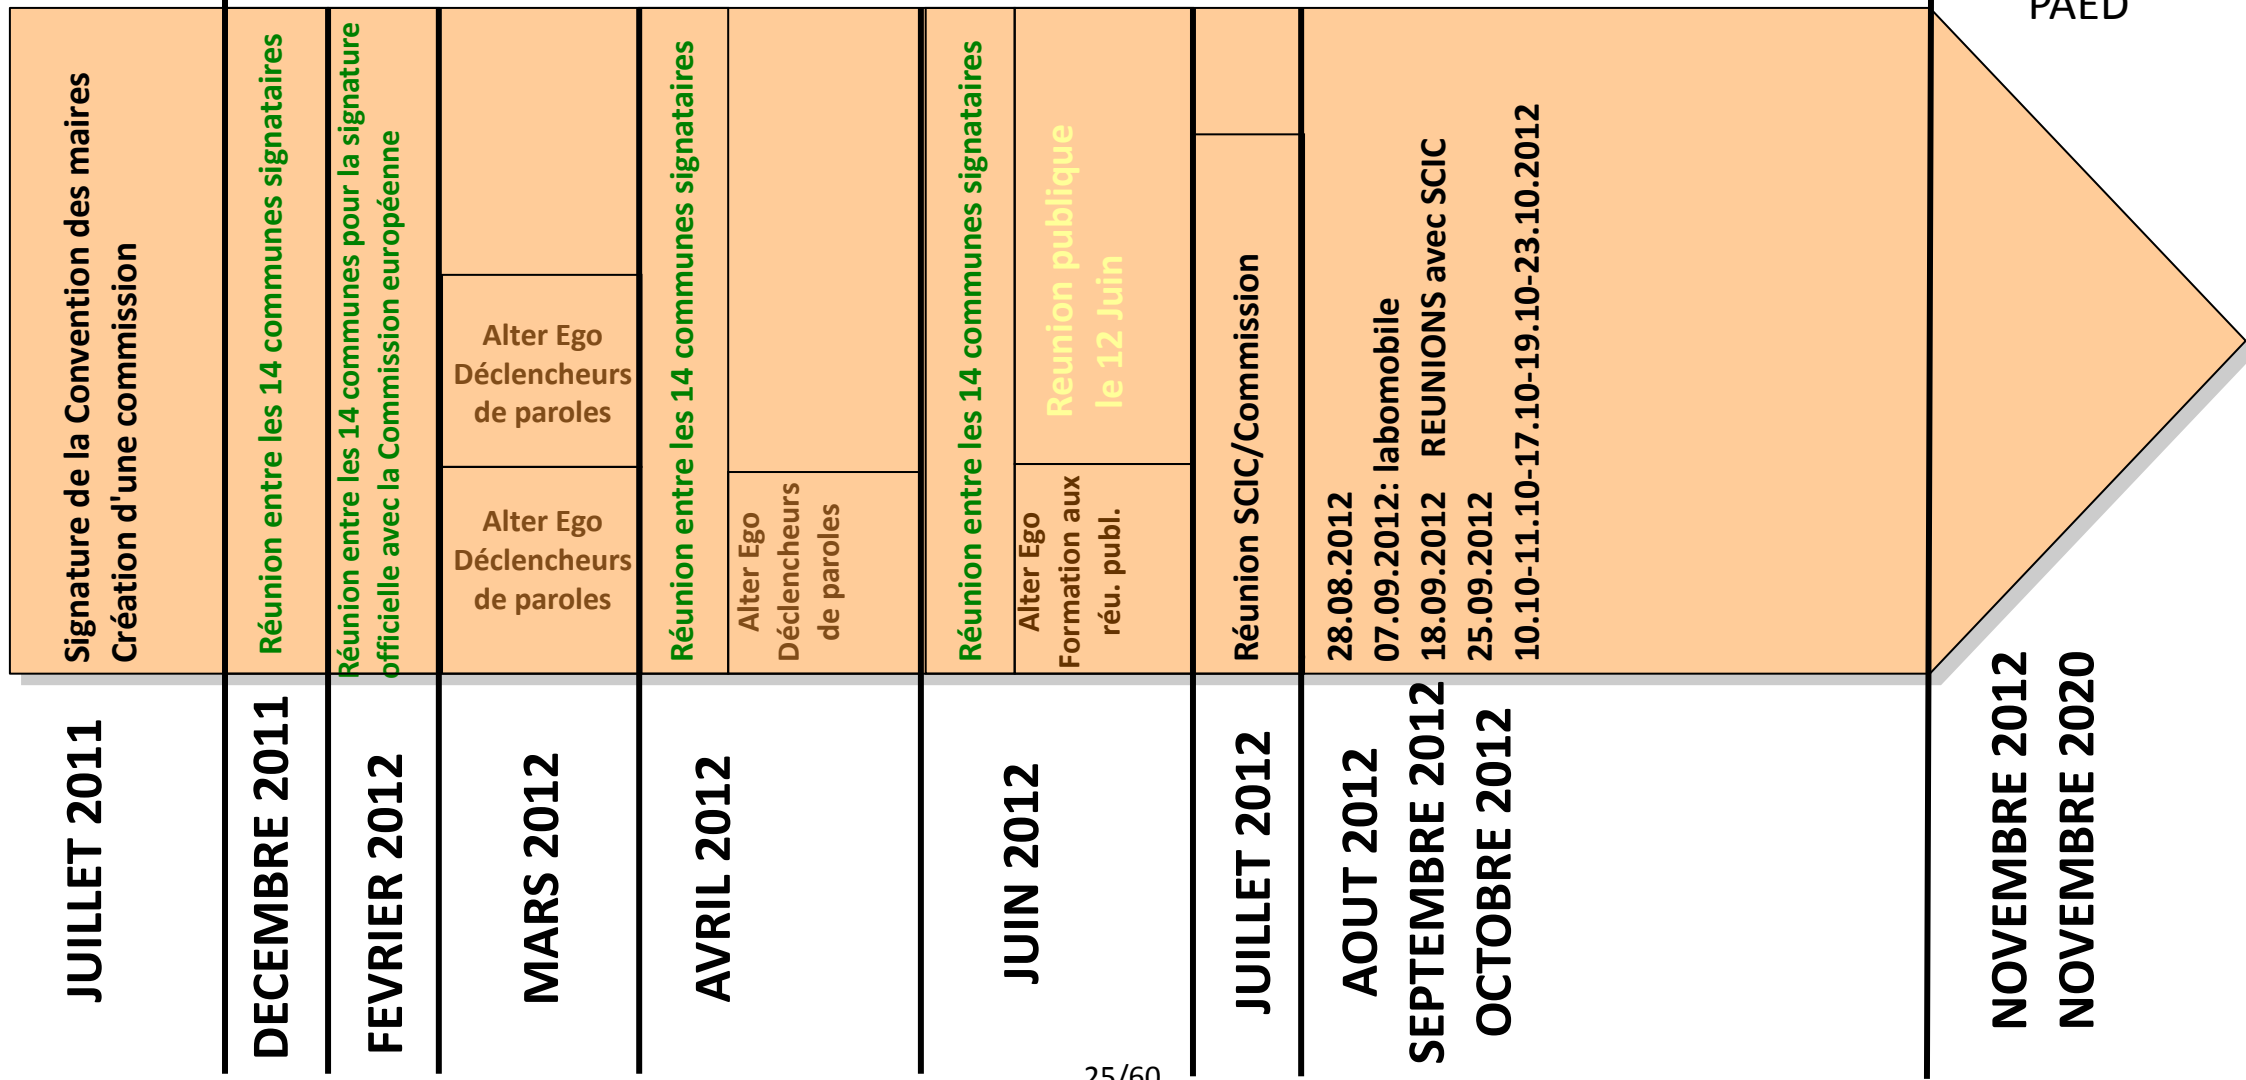 PAED
Signature de la Convention des maires
Création d'une commission
Réunion entre les 14 communes signataires
Réunion entre les 14 communes pour la signature
officielle avec la Commission européenne
Alter Ego
Déclencheurs
de paroles
Alter Ego
Déclencheurs
de paroles
Réunion entre les 14 communes signataires
Alter Ego
Déclencheurs
de paroles
Réunion entre les 14 communes signataires
Reunion publique
le 12 Juin
Alter Ego
Formation aux
réu. publ.
Réunion SCIC/Commission
28.08.2012
07.09.2012: labomobile
18.09.2012 REUNIONS avec SCIC
25.09.2012
10.10-11.10-17.10-19.10-23.10.2012
JUILLET 2011
DECEMBRE 2011
FEVRIER 2012
MARS 2012
AVRIL 2012
JUIN 2012
JUILLET 2012
AOUT 2012
SEPTEMBRE 2012
OCTOBRE 2012
NOVEMBRE 2012
NOVEMBRE 2020
25/60